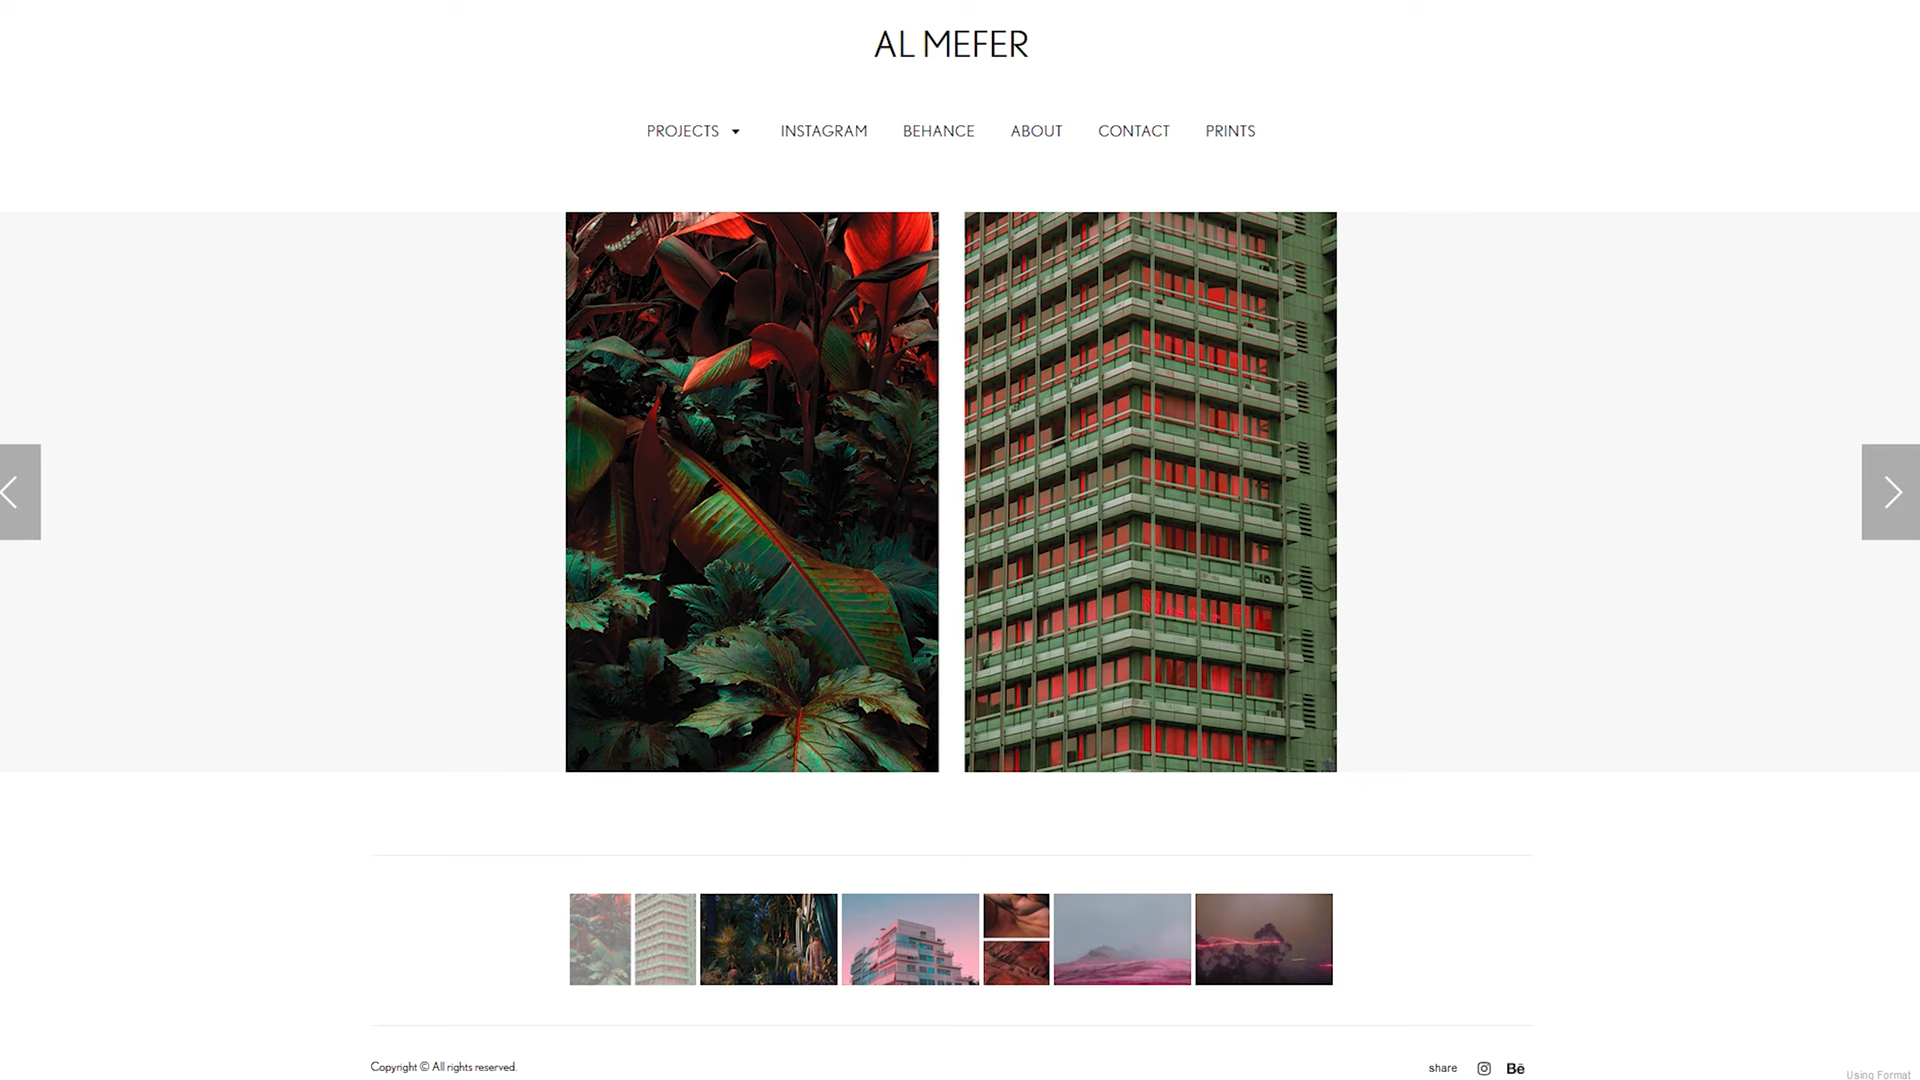 AL MEFER
PROJECTS INSTAGRAM BEHANCE ABOUT CONTACT PRINTS
Copyright © All rights reserved.
share Bē
Using Format